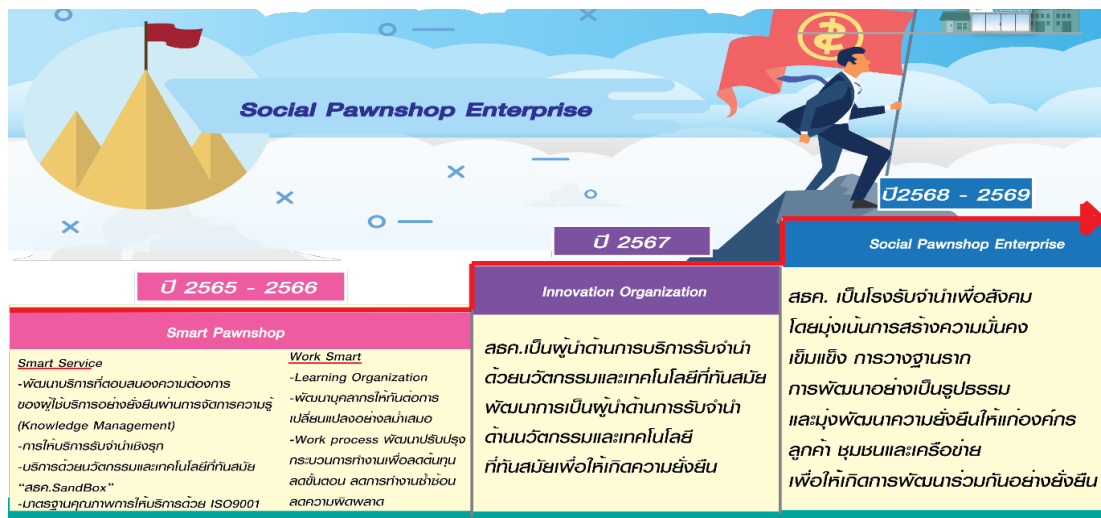 Social Pawnshop Enterprise
ปี 2565 - 2566
Smart Pawnshop
Smart Service
-พัฒนาบริการที่ตอบสนองความต้องการ
ของผู้ใช้บริการอย่างยั่งยืนผ่านการจัดการความรู้
(Knowledge Management)
-การให้บริการรับจำนำเชิงรุก
-บริการด้วยนวัตกรรมและเทคโนโลยีที่ทันสมัย
“สธค.SandBox”
-มาตรฐานคุณภาพการให้บริการด้วย ISO9001
Work Smart
-Learning Organization
-พัฒนาบุคลากรให้ทันต่อการ
เปลี่ยนแปลงอย่างสม่ำเสมอ
-Work process พัฒนาปรับปรุง
กระบวนการทำงานเพื่อลดต้นทุน
ลดขั้นตอน ลดการทำงานซ้ำซ้อน
ลดความผิดพลาด
ปี 2567
Innovation Organization
สธค.เป็นผู้นำด้านการบริการรับจำนำ
ด้วยนวัตกรรมและเทคโนโลยีที่ทันสมัย
พัฒนาการเป็นผู้นำด้านการรับจำนำ
ด้านนวัตกรรมและเทคโนโลยี
ที่ทันสมัยเพื่อให้เกิดความยั่งยืน
ปี2568 - 2569
Social Pawnshop Enterprise
สธค. เป็นโรงรับจำนำเพื่อสังคม
โดยมุ่งเน้นการสร้างความมั่นคง
เข้มแข็ง การวางฐานราก
การพัฒนาอย่างเป็นรูปธรรม
และมุ่งพัฒนาความยั่งยืนให้แก่องค์กร
ลูกค้า ชุมชนและเครือข่าย
เพื่อให้เกิดการพัฒนาร่วมกันอย่างยั่งยืน